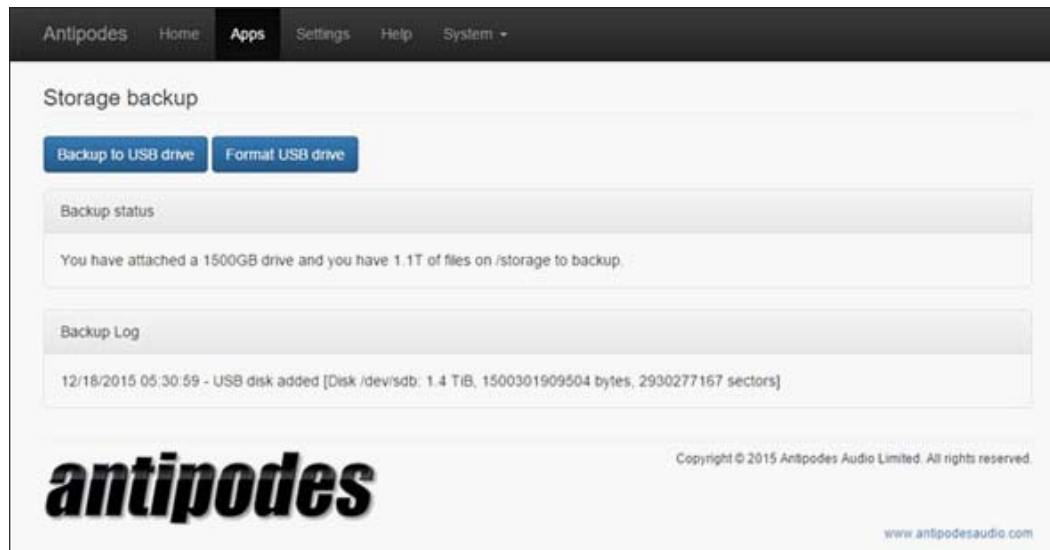 Antipodes Home Apps Settings Help System
Storage backup
Backup to USB drive Format USB drive
Backup status
You have attached a 1500GB drive and you have 1.1T of files on /storage to backup.
Backup Log
12/18/2015 05:30:59 - USB disk added [Disk /dev/sdb: 1.4 TiB, 1500301909504 bytes, 2930277167 sectors]
antipodes
Copyright © 2015 Antipodes Audio Limited. All rights reserved.
www.antipodesaudio.com